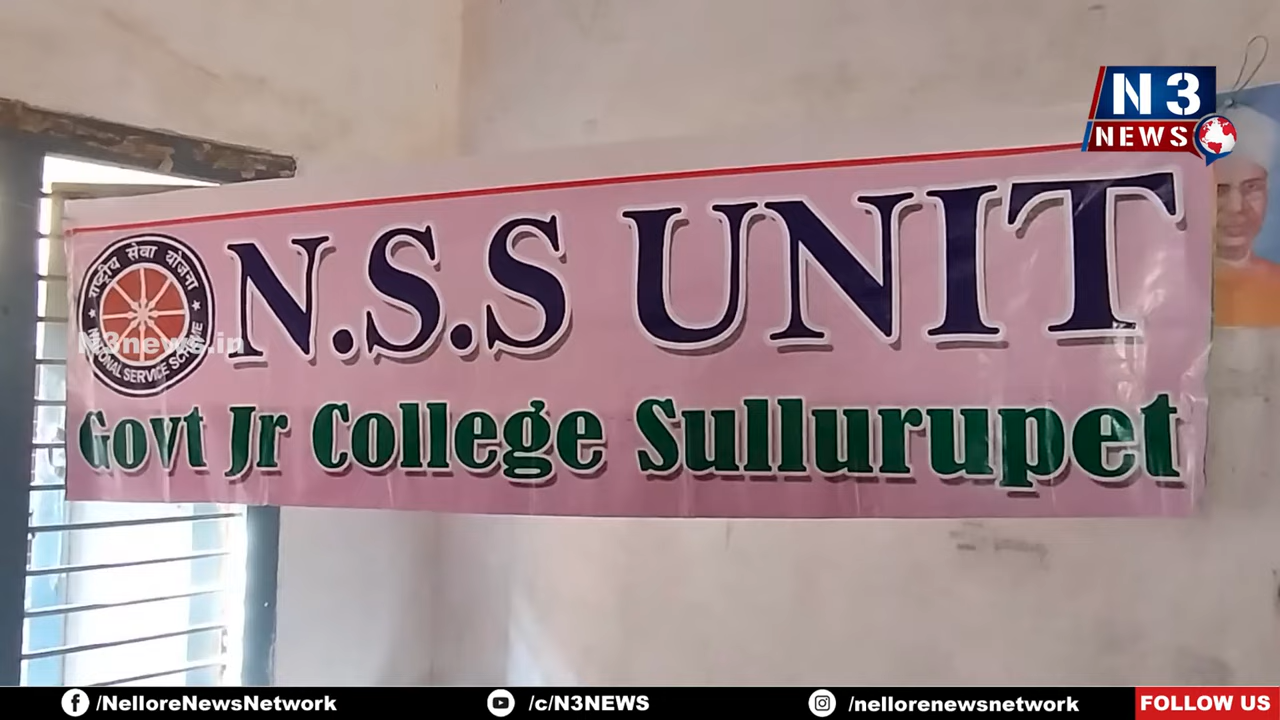 N3
NEWS
राष्ट्रीय सेवा योजना
N.S.S UNIT
NATIONAL SERVICE SCHEME
N3news.in
Govt Jr College Sullurupet
/NelloreNewsNetwork
/c/N3NEWS
/nellorenewsnetwork
FOLLOW US